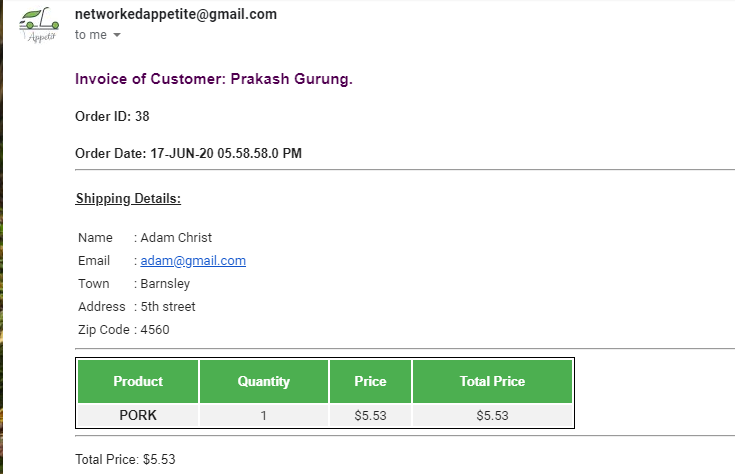 Appetit
networkedappetite@gmail.com
to me
Invoice of Customer: Prakash Gurung.
Order ID: 38
Order Date: 17-JUN-20 05.58.58.0 PM
Shipping Details:
Name : Adam Christ
Email : adam@gmail.com
Town : Barnsley
Address : 5th street
Zip Code : 4560
Product Quantity Price Total Price
PORK 1 $5.53 $5.53
Total Price: $5.53